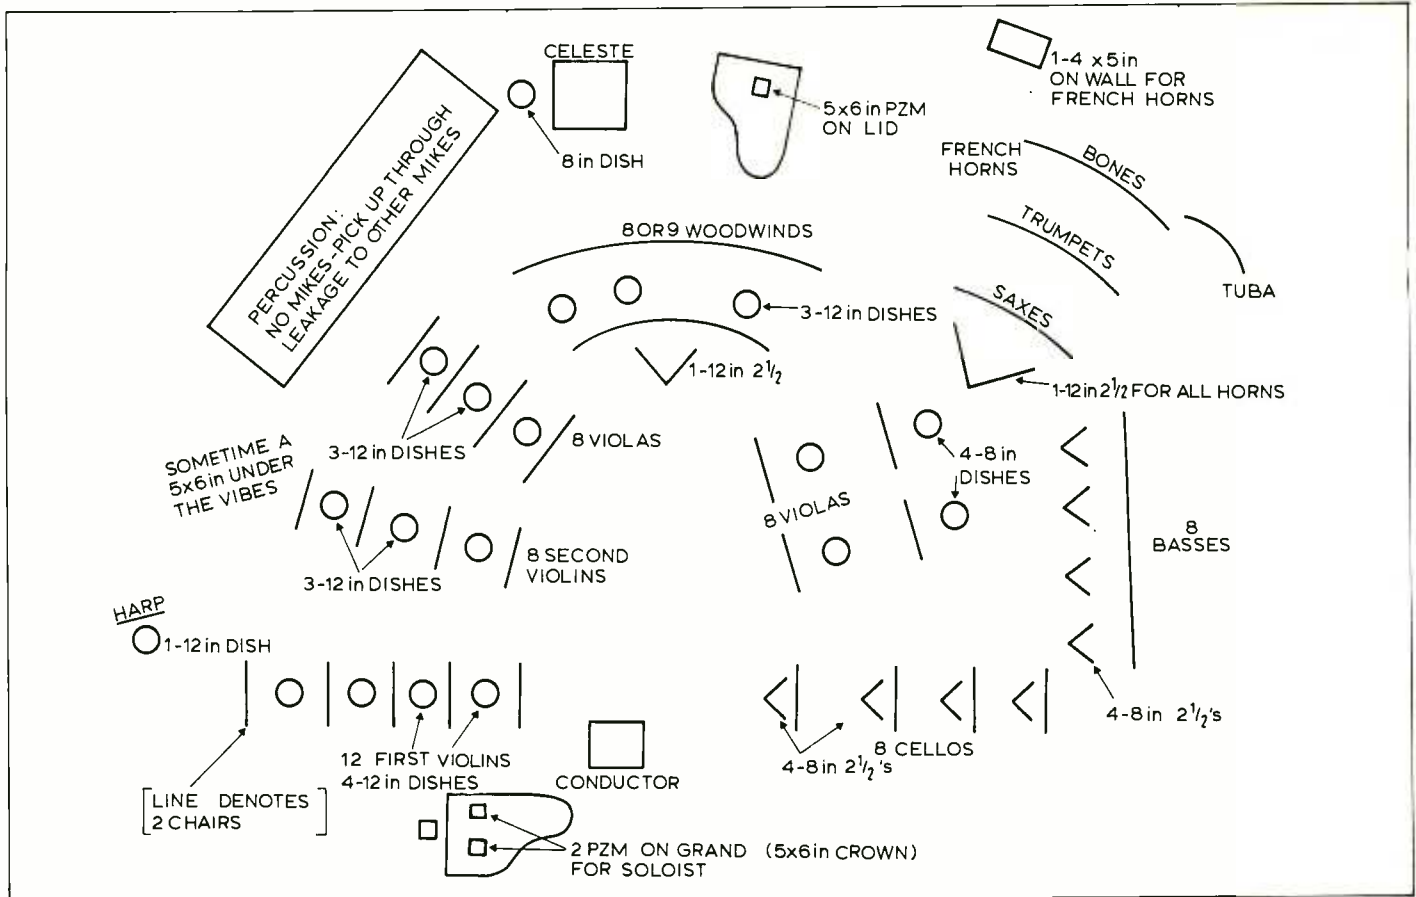 CELESTE
8 in DISH
5x6 in PZM
ON LID
1-4 x 5in
ON WALL FOR
FRENCH HORNS
FRENCH
HORNS
BONES
TRUMPETS
SAXES
TUBA
PERCUSSION:
NO MIKES-PICK UP THROUGH
LEAKAGE TO OTHER MIKES
8 OR 9 WOODWINDS
3-12 in DISHES
1-12 in 2½
1-12 in 2½ FOR ALL HORNS
3-12 in DISHES
8 VIOLAS
SOMETIME A
5x6in UNDER
THE VIBES
8 VIOLAS
4-8 in
DISHES
8
BASSES
3-12 in DISHES
8 SECOND
VIOLINS
HARP
1-12 in DISH
12 FIRST VIOLINS
4-12 in DISHES
[LINE DENOTES
2 CHAIRS]
CONDUCTOR
4-8 in 2½'s
8 CELLOS
4-8 in 2½'s
2 PZM ON GRAND (5x6in CROWN)
FOR SOLOIST